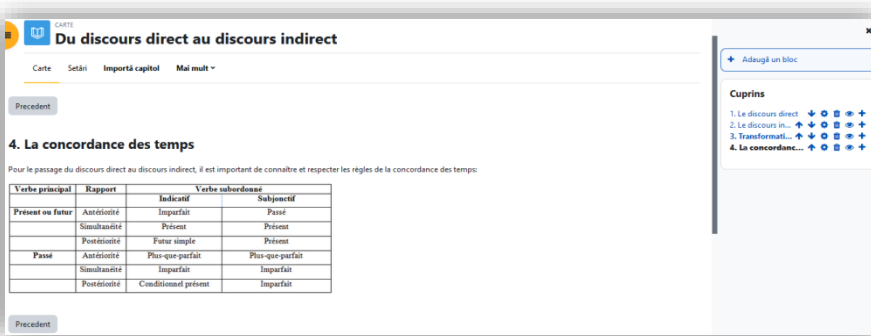 CARTE
Du discours direct au discours indirect
Carte Setări Importă capitol Mai mult
Precedent
4. La concordance des temps
Pour le passage du discours direct au discours indirect, il est important de connaître et respecter les règles de la concordance des temps:
Verbe principal Rapport Verbe subordonné
Indicatif Subjonctif
Présent ou futur Antériorité Imparfait Passé
Simultanéité Présent Présent
Postériorité Futur simple Présent
Passé Antériorité Plus-que-parfait Plus-que-parfait
Simultanéité Imparfait Imparfait
Postériorité Conditionnel présent Imparfait
Precedent
+ Adaugă un bloc
Cuprins
1. Le discours direct
2. Le discours in...
3. Transformati...
4. La concordanc...